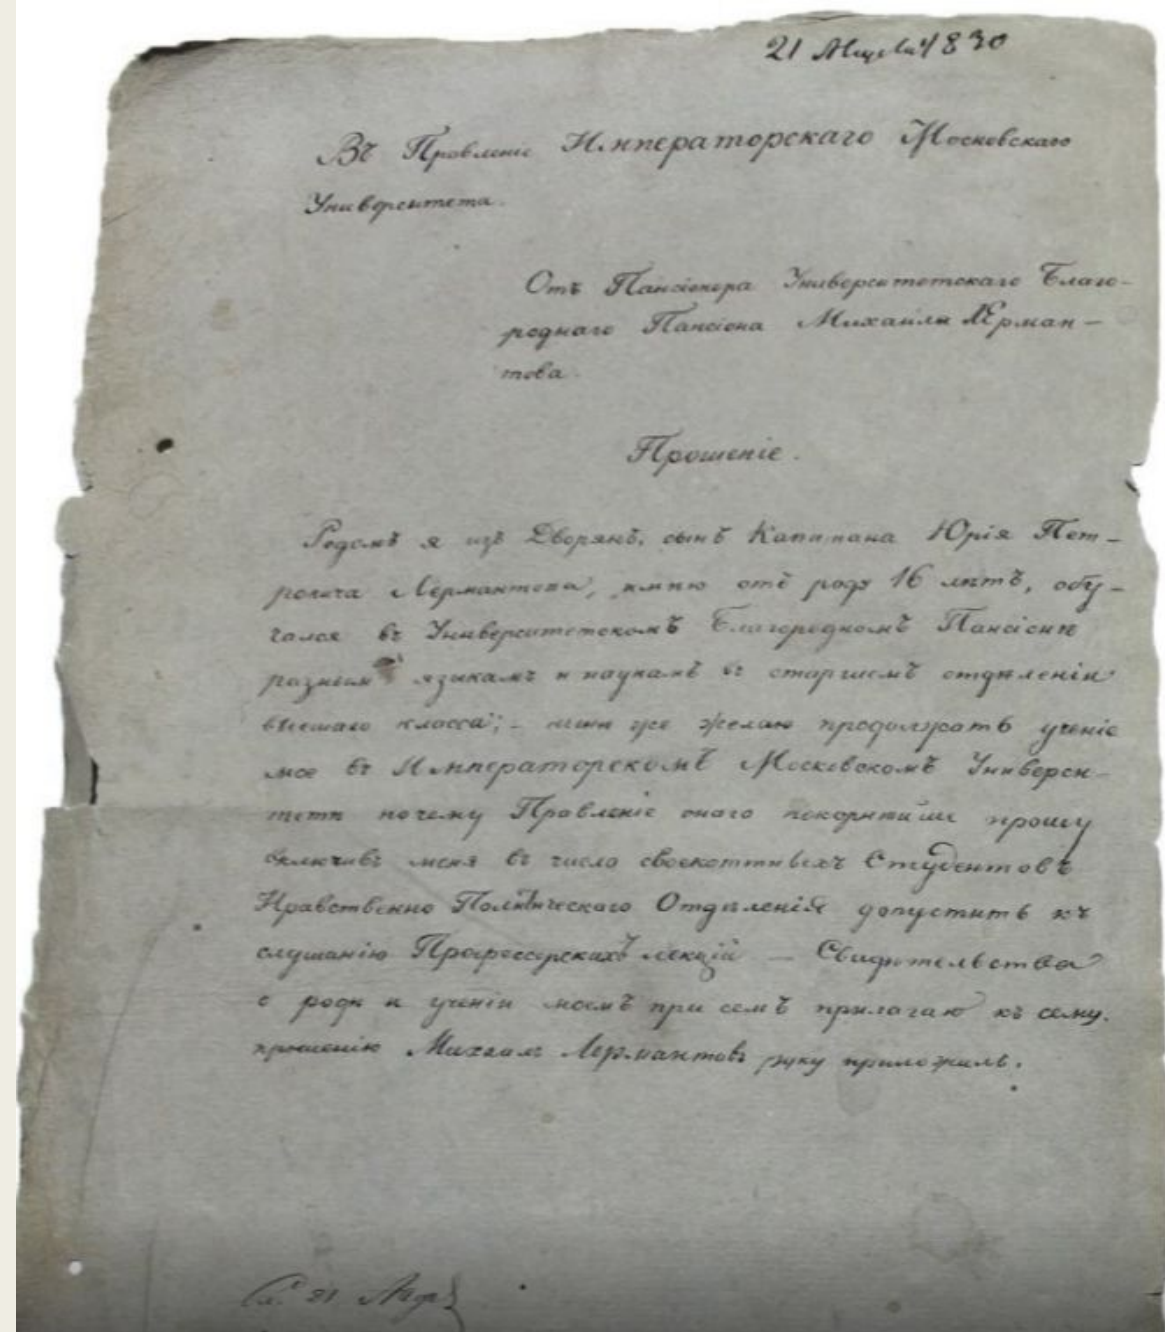 21 Августа 1830
Въ Правленіе Императорскаго Московскаго
Университета.
Отъ Пансіонера Университетскаго Благо-
роднаго Пансіона Михайла Лерман-
това.
Прошеніе.
Родомъ я изъ Дворянъ, сынъ Капитана Юрія Пет-
ровича Лермантова, имѣю отъ роду 16 лѣтъ, обу-
чался въ Университетскомъ Благородномъ Пансіонѣ
разнымъ языкамъ и наукамъ въ старшемъ отдѣленіи
высшаго класса; - нынѣ же желаю продолжать ученіе
мое въ Императорскомъ Московскомъ Универси-
тетѣ почему Правленіе онаго покорнѣйше прошу
включивъ меня въ число своекоштныхъ Студентовъ
Нравственно Политическаго Отдѣленія допустить къ
слушанію Профессорскихъ лекцій — Свидѣтельства
о родѣ и ученіи моемъ при семъ прилагаю къ сему.
прошенію Михаилъ Лермантовъ руку приложилъ.